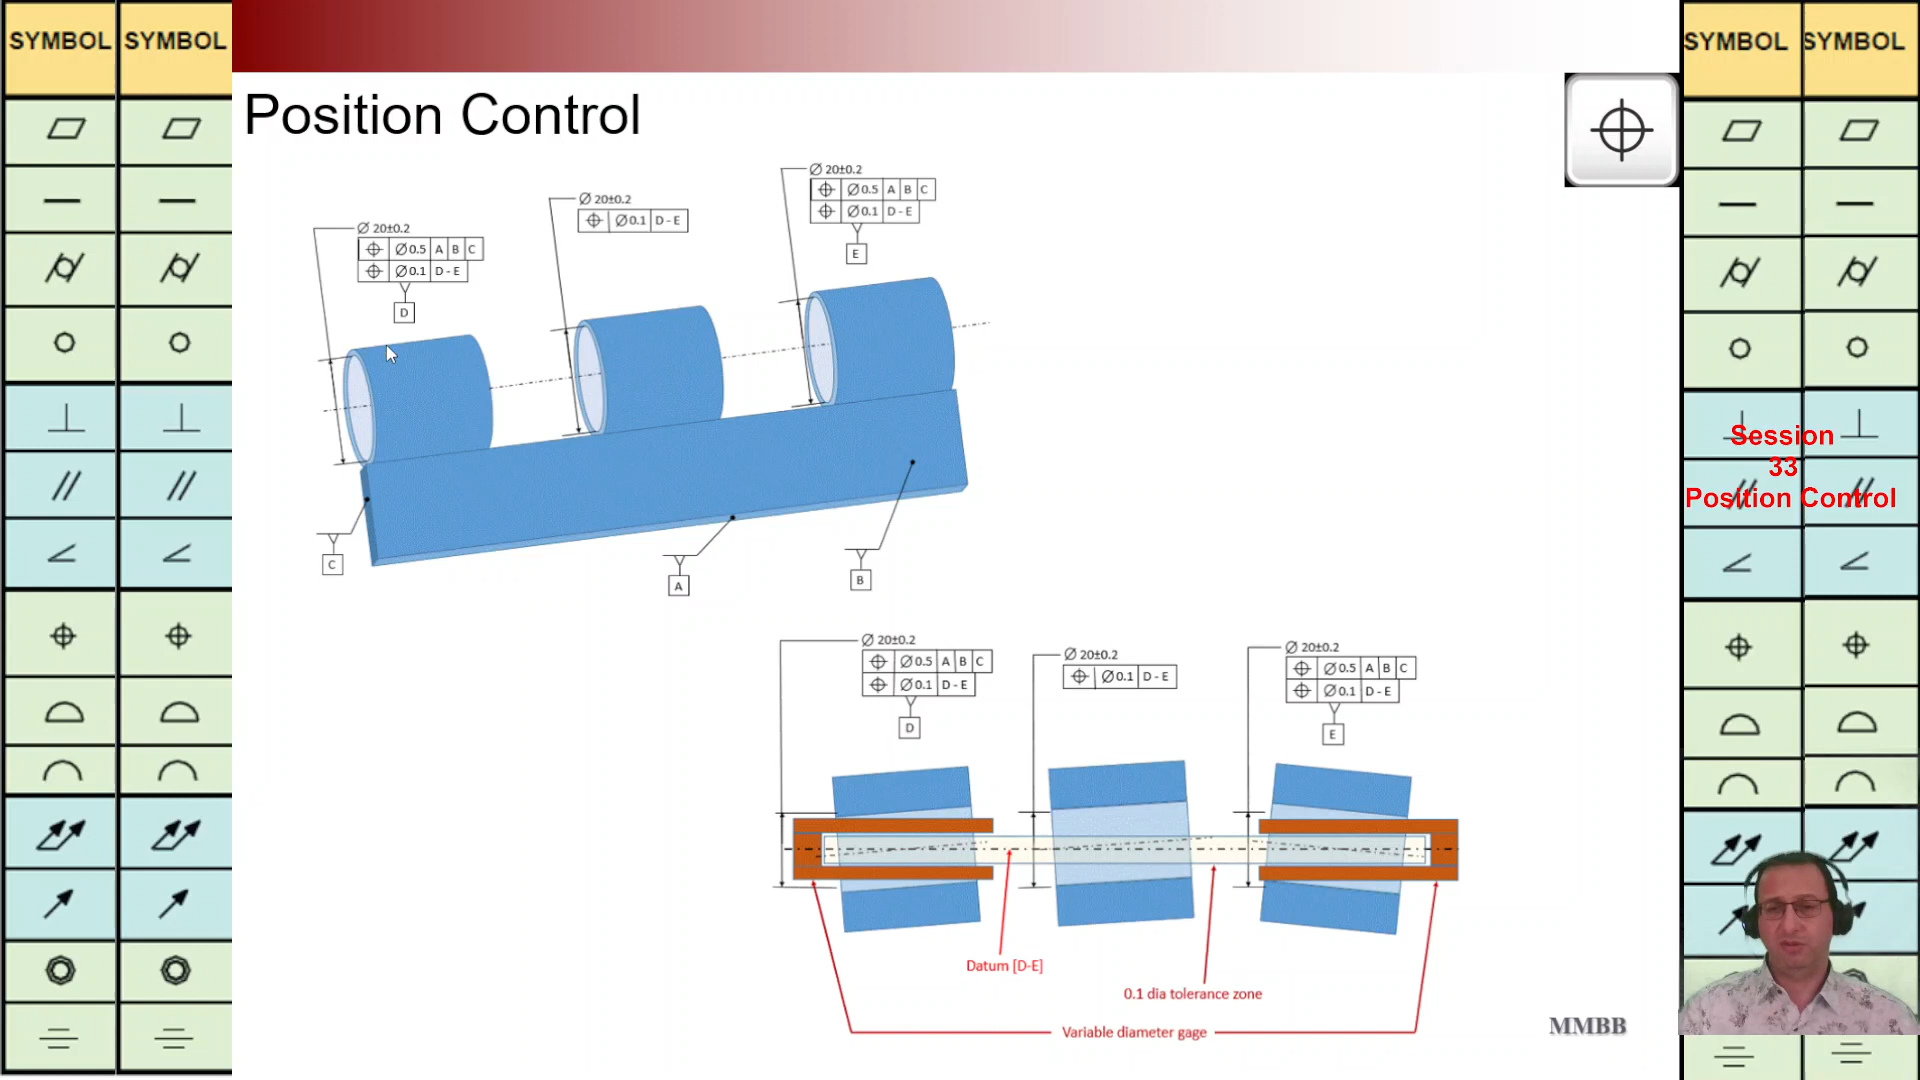 SYMBOL SYMBOL
SYMBOL SYMBOL
Position Control
Ø 20±0.2
⌖ Ø0.5 A B C
⌖ Ø0.1 D - E
D
Ø 20±0.2
⌖ Ø0.1 D - E
Ø 20±0.2
⌖ Ø0.5 A B C
⌖ Ø0.1 D - E
E
C
A
B
Session
33
Position Control
Ø 20±0.2
⌖ Ø0.5 A B C
⌖ Ø0.1 D - E
D
Ø 20±0.2
⌖ Ø0.1 D - E
Ø 20±0.2
⌖ Ø0.5 A B C
⌖ Ø0.1 D - E
E
Datum [D-E]
0.1 dia tolerance zone
Variable diameter gage
MMBB